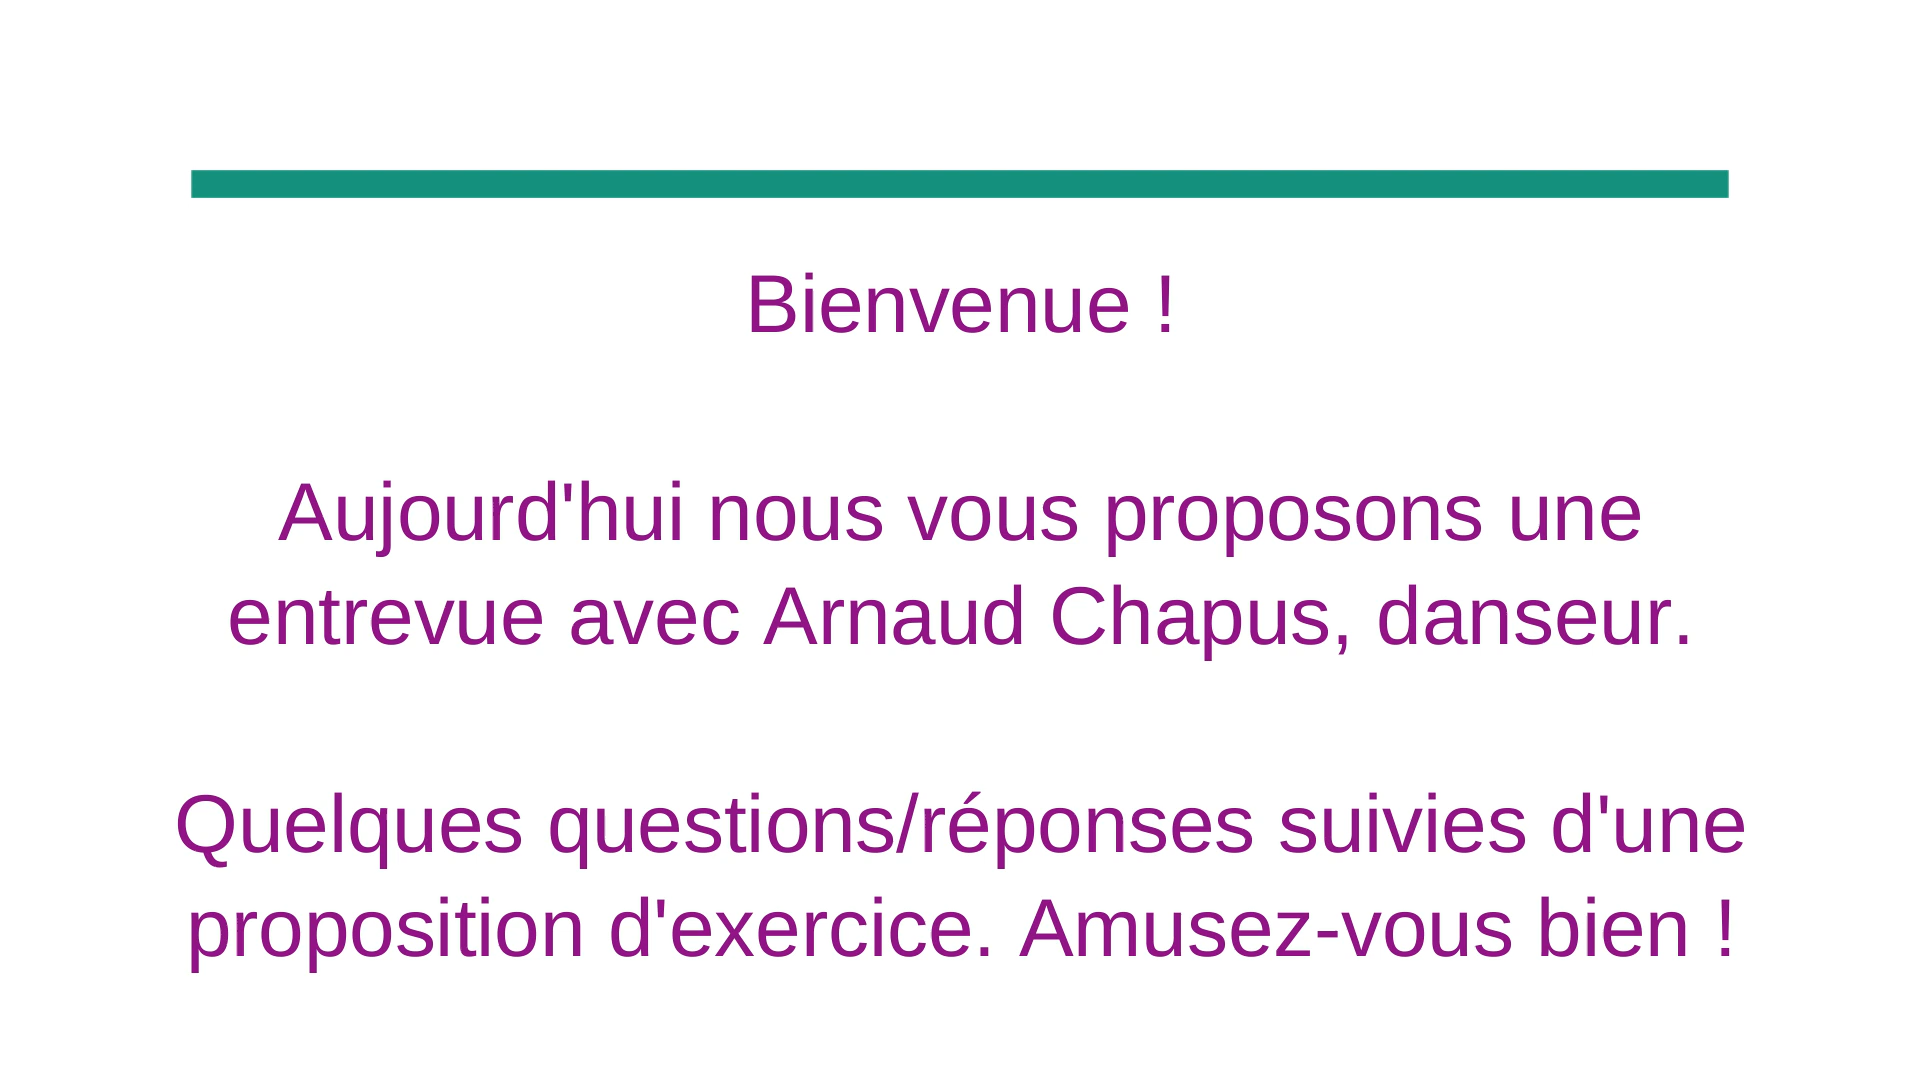 Bienvenue !
Aujourd'hui nous vous proposons une
entrevue avec Arnaud Chapus, danseur.
Quelques questions/réponses suivies d'une
proposition d'exercice. Amusez-vous bien !